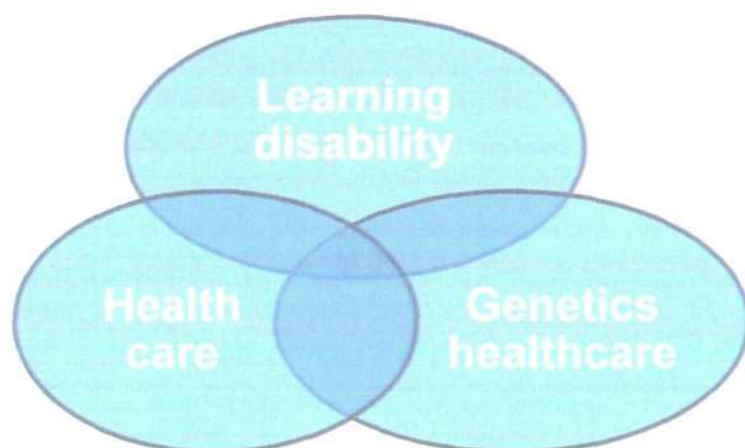 Learning
disability
Health
care
Genetics
healthcare